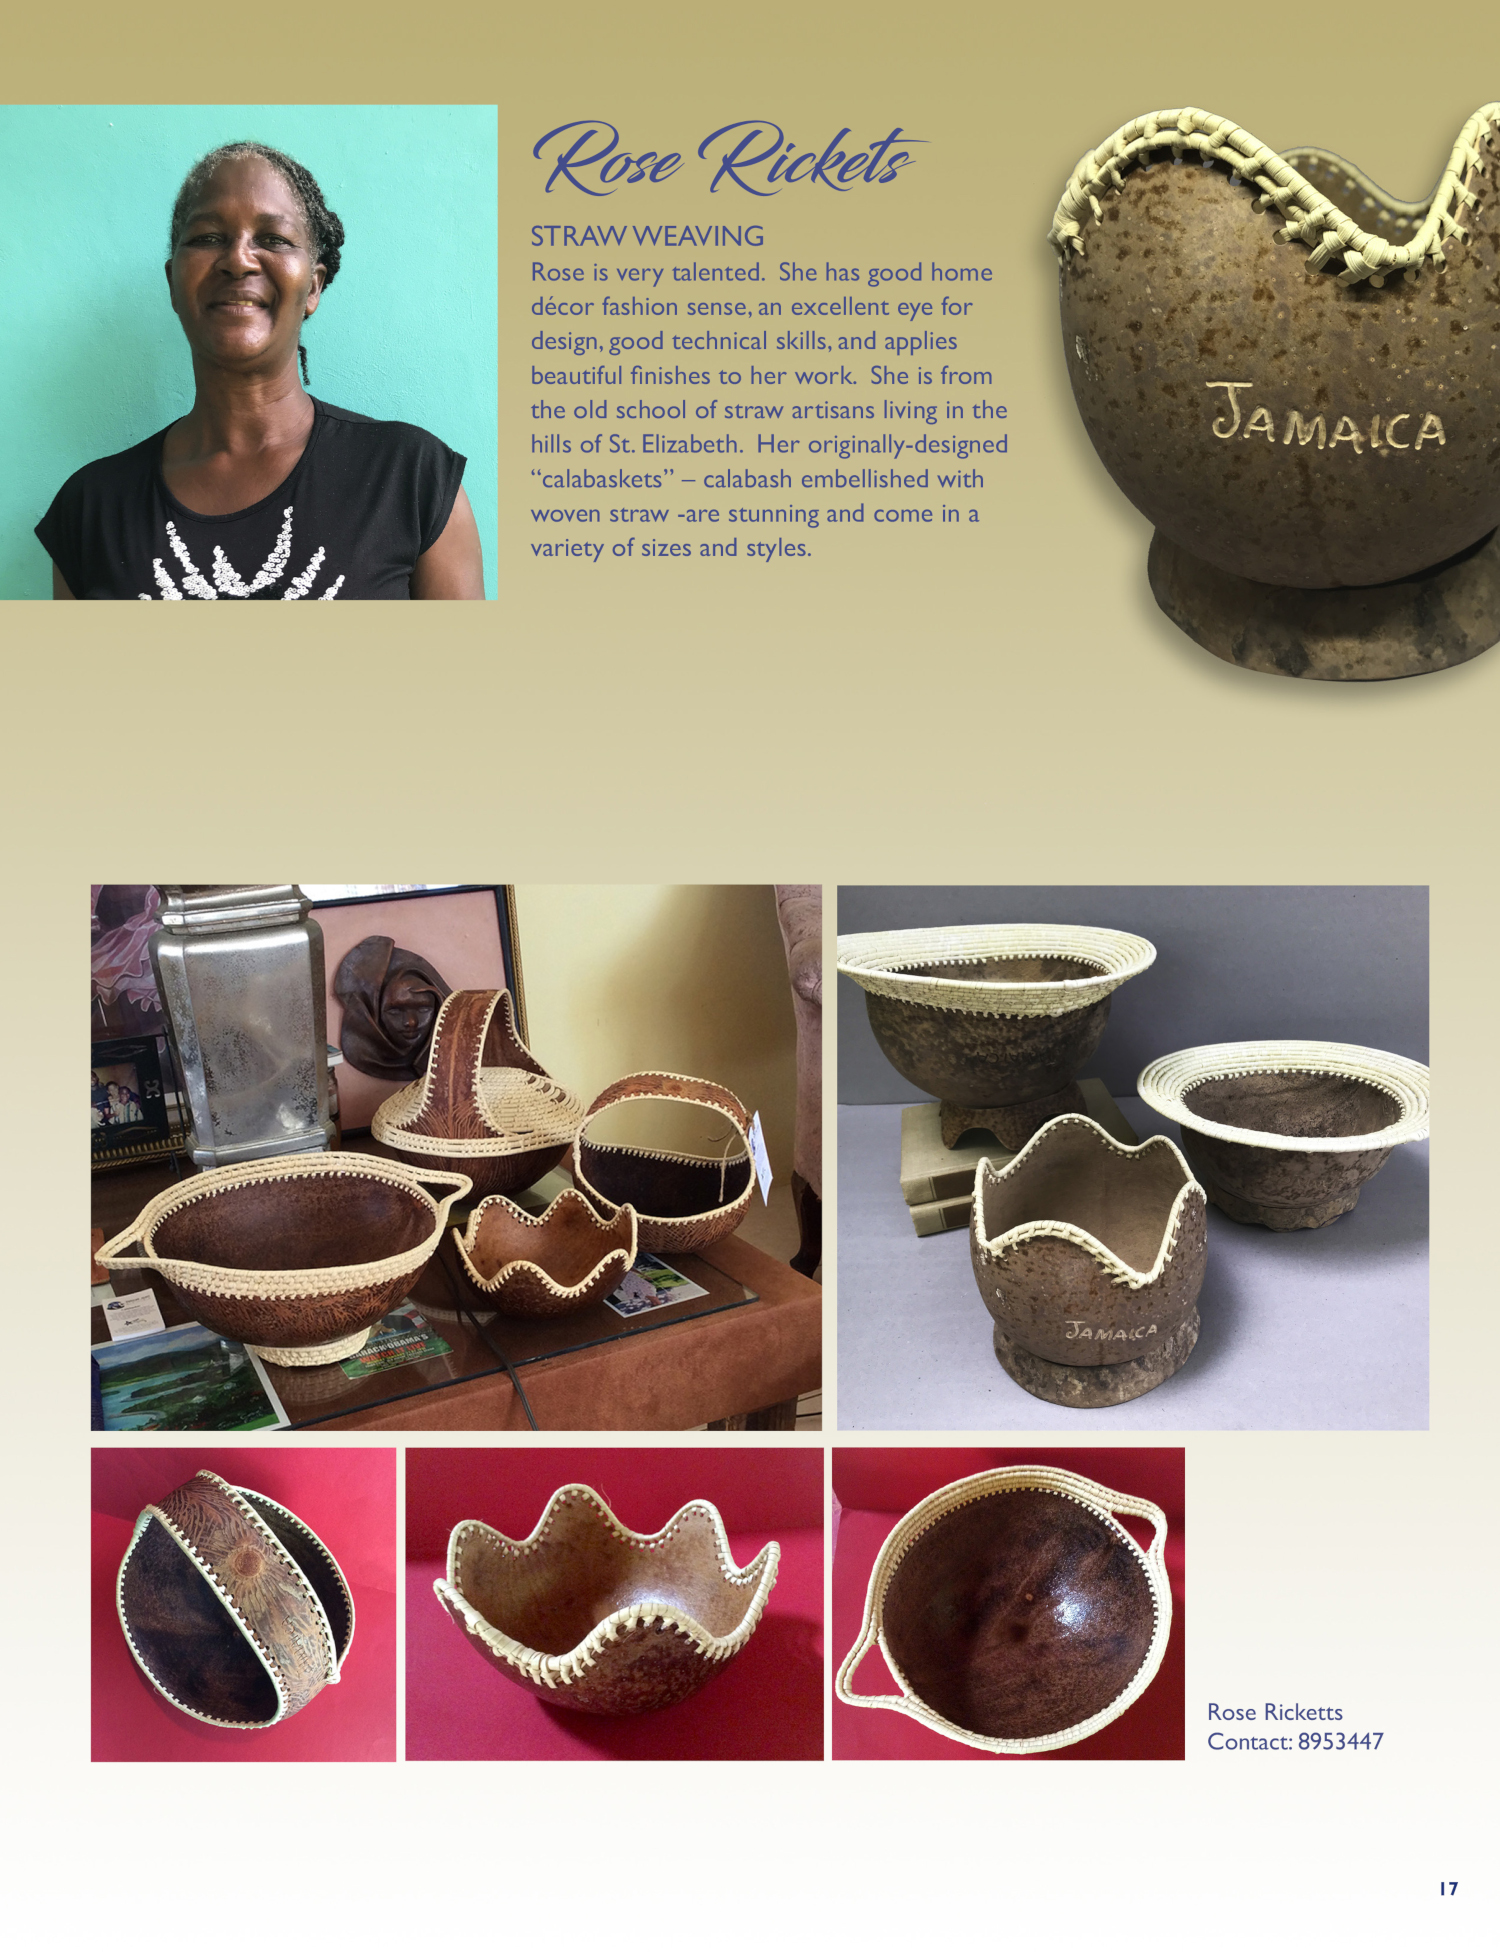 Rose Rickets
STRAW WEAVING
Rose is very talented.  She has good home
décor fashion sense, an excellent eye for
design, good technical skills, and applies
beautiful finishes to her work.  She is from
the old school of straw artisans living in the
hills of St. Elizabeth.  Her originally-designed
“calabaskets” – calabash embellished with
woven straw -are stunning and come in a
variety of sizes and styles.
JAMAICA
BARACK OBAMA'S
JAMAICA
Rose Ricketts
Contact: 8953447
17